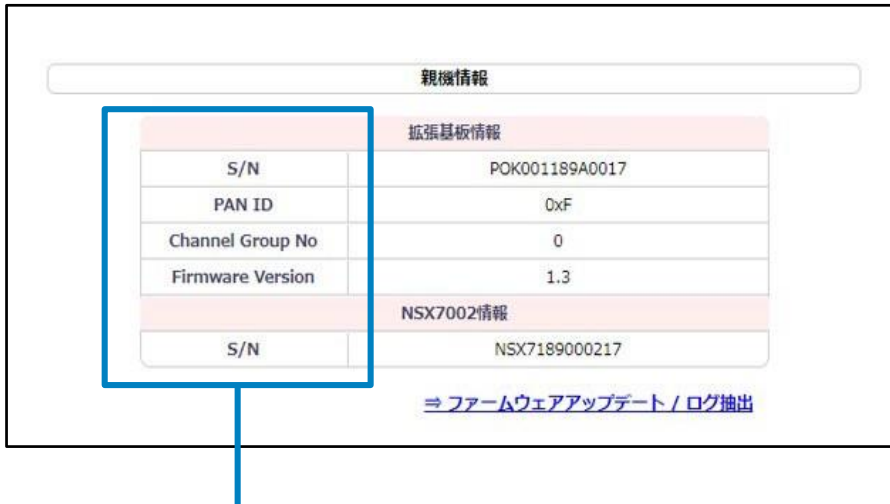 親機情報
拡張基板情報
S/N POK001189A0017
PAN ID 0xF
Channel Group No 0
Firmware Version 1.3
NSX7002情報
S/N NSX7189000217
⇒ ファームウェアアップデート / ログ抽出